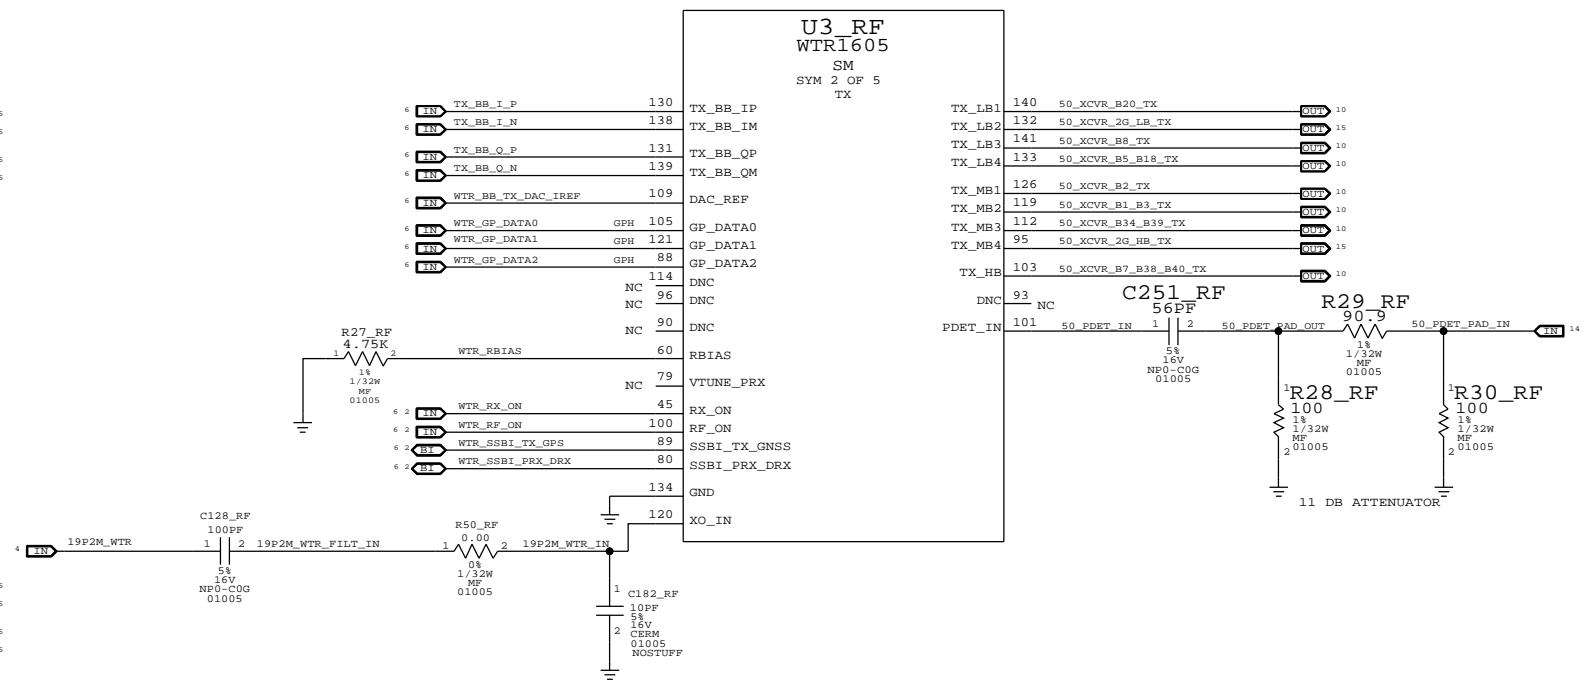 U3_RF
WTR1605
SM
SYM 2 OF 5
TX
6 IN TX_BB_I_P 130 TX_BB_IP
6 IN TX_BB_I_N 138 TX_BB_IM
6 IN TX_BB_Q_P 131 TX_BB_QP
6 IN TX_BB_Q_N 139 TX_BB_QM
6 IN WTR_BB_TX_DAC_IREF 109 DAC_REF
6 IN WTR_GP_DATA0 GPH 105 GP_DATA0
6 IN WTR_GP_DATA1 GPH 121 GP_DATA1
6 IN WTR_GP_DATA2 GPH 88 GP_DATA2
NC 114 DNC
NC 96 DNC
NC 90 DNC
R27_RF
4.75K
1 2 WTR_RBIAS 60 RBIAS
1%
1/32W
MF
01005
NC 79 VTUNE_PRX
6 2 IN WTR_RX_ON 45 RX_ON
6 2 IN WTR_RF_ON 100 RF_ON
6 2 BI WTR_SSBI_TX_GPS 89 SSBI_TX_GNSS
6 2 BI WTR_SSBI_PRX_DRX 80 SSBI_PRX_DRX
134 GND
120 XO_IN
TX_LB1 140 50_XCVR_B20_TX OUT 10
TX_LB2 132 50_XCVR_2G_LB_TX OUT 15
TX_LB3 141 50_XCVR_B8_TX OUT 10
TX_LB4 133 50_XCVR_B5_B18_TX OUT 10
TX_MB1 126 50_XCVR_B2_TX OUT 10
TX_MB2 119 50_XCVR_B1_B3_TX OUT 10
TX_MB3 112 50_XCVR_B34_B39_TX OUT 10
TX_MB4 95 50_XCVR_2G_HB_TX OUT 15
TX_HB 103 50_XCVR_B7_B38_B40_TX OUT 10
DNC 93 NC
C251_RF
56PF
PDET_IN 101 50_PDET_IN 1 2 50_PDET_PAD_OUT
5%
16V
NP0-C0G
01005
R29_RF
90.9
50_PDET_PAD_IN IN 14
1%
1/32W
MF
01005
1
R28_RF
100
1%
1/32W
MF
01005
2
1
R30_RF
100
1%
1/32W
MF
01005
2
11 DB ATTENUATOR
C128_RF
100PF
4 IN 19P2M_WTR 1 2 19P2M_WTR_FILT_IN
5%
16V
NP0-C0G
01005
R50_RF
0.00
1 2 19P2M_WTR_IN
0%
1/32W
MF
01005
1
C182_RF
10PF
5%
16V
CERM
01005
NOSTUFF
2